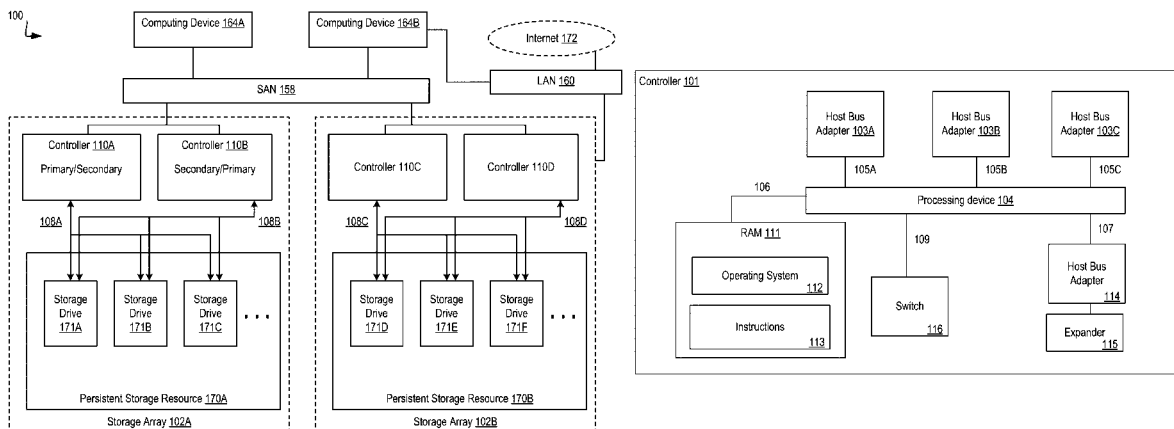 100
Computing Device 164A
Computing Device 164B
Internet 172
LAN 160
SAN 158
Controller 110A
Primary/Secondary
Controller 110B
Secondary/Primary
108A
108B
Storage
Drive
171A
Storage
Drive
171B
Storage
Drive
171C
Persistent Storage Resource 170A
Storage Array 102A
Controller 110C
Controller 110D
108C
108D
Storage
Drive
171D
Storage
Drive
171E
Storage
Drive
171F
Persistent Storage Resource 170B
Storage Array 102B
Controller 101
Host Bus
Adapter 103A
Host Bus
Adapter 103B
Host Bus
Adapter 103C
105A
105B
105C
106
Processing device 104
RAM 111
Operating System
112
Instructions
113
109
Switch
116
107
Host Bus
Adapter
114
Expander
115